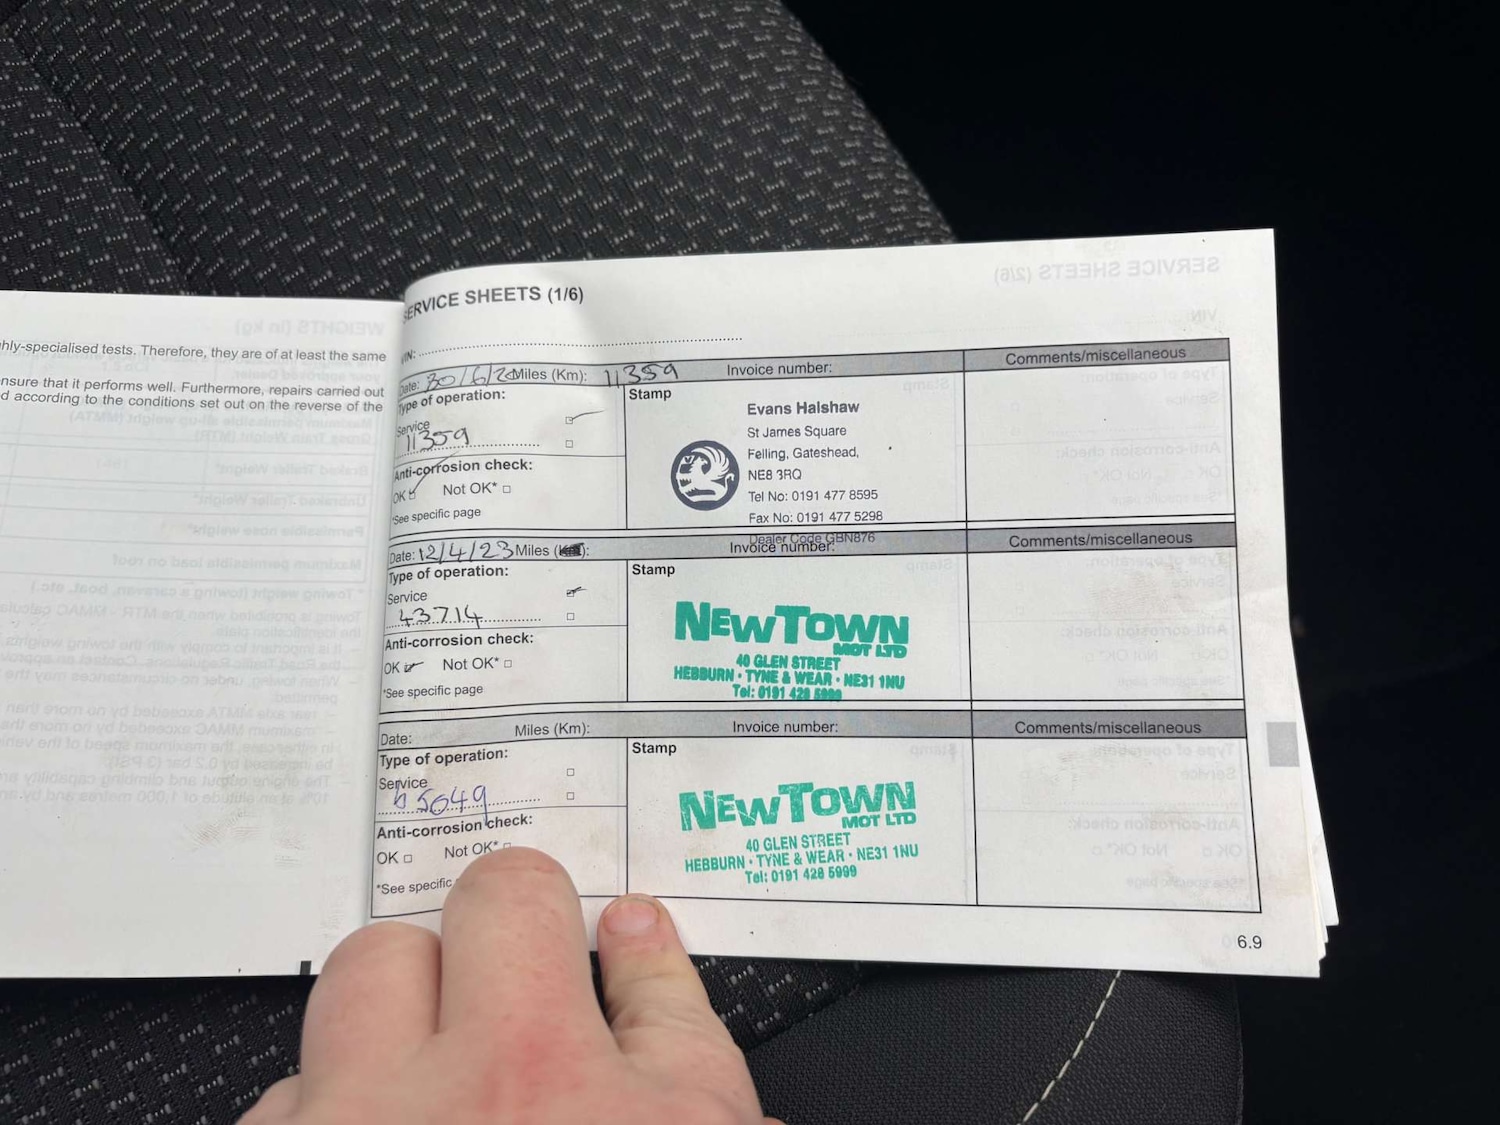 hly-specialised tests. Therefore, they are of at least the same
nsure that it performs well. Furthermore, repairs carried out
d according to the conditions set out on the reverse of the
SERVICE SHEETS (1/6)
VIN:
Date: 30/6/20 Miles (Km): 11359 Invoice number: Comments/miscellaneous
Type of operation:
Service
11359
Anti-corrosion check:
OK Not OK*
*See specific page
Stamp
Evans Halshaw
St James Square
Felling, Gateshead,
NE8 3RQ
Tel No: 0191 477 8595
Fax No: 0191 477 5298
Dealer Code GBN876
Date: 12/4/23 Miles (Km): Invoice number: Comments/miscellaneous
Type of operation:
Service
43714
Anti-corrosion check:
OK Not OK*
*See specific page
Stamp
NEWTOWN
MOT LTD
40 GLEN STREET
HEBBURN · TYNE & WEAR · NE31 1NU
Tel: 0191 428 5999
Date: Miles (Km): Invoice number: Comments/miscellaneous
Type of operation:
Service
65049
Anti-corrosion check:
OK Not OK*
*See specific
Stamp
NEWTOWN
MOT LTD
40 GLEN STREET
HEBBURN · TYNE & WEAR · NE31 1NU
Tel: 0191 428 5999
6.9